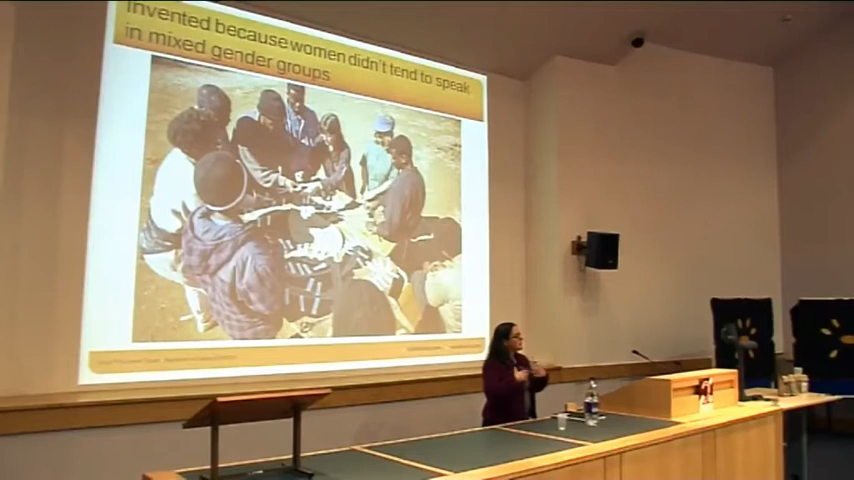 Invented because women didn't tend to speak
in mixed gender groups